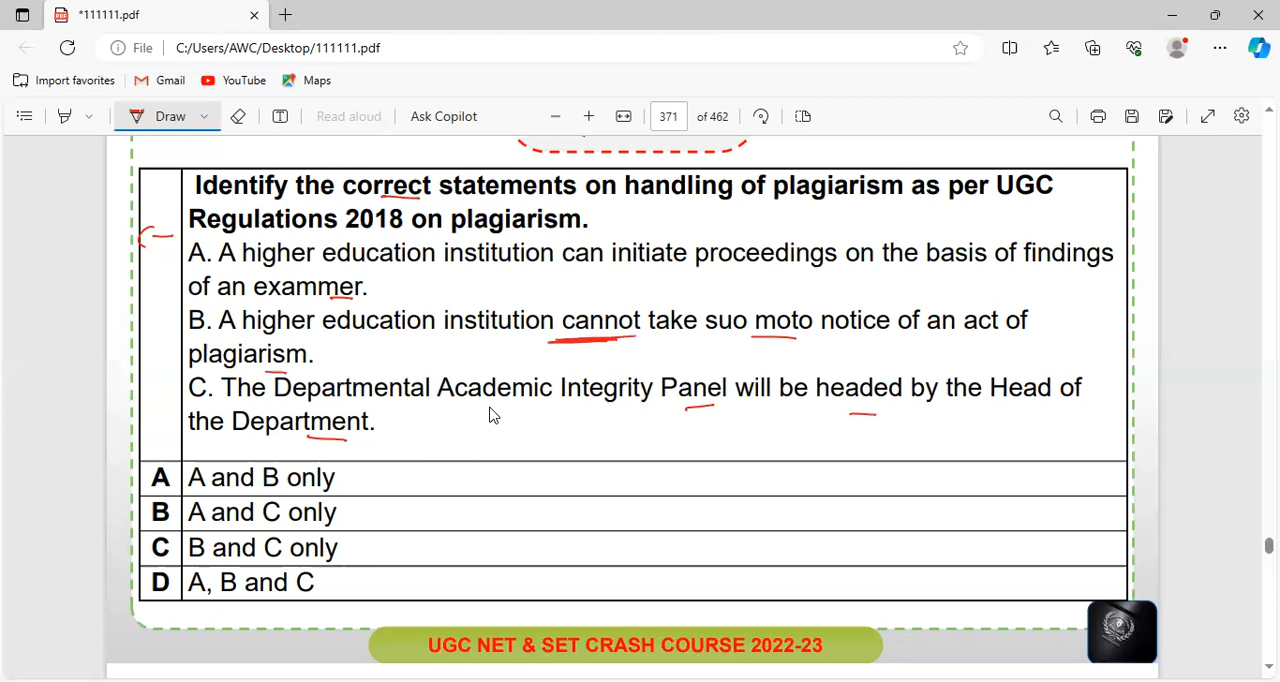 *111111.pdf
File
C:/Users/AWC/Desktop/111111.pdf
Import favorites
Gmail
YouTube
Maps
Draw
Read aloud
Ask Copilot
371
of 462
Identify the correct statements on handling of plagiarism as per UGC
Regulations 2018 on plagiarism.
A. A higher education institution can initiate proceedings on the basis of findings
of an exammer.
B. A higher education institution cannot take suo moto notice of an act of
plagiarism.
C. The Departmental Academic Integrity Panel will be headed by the Head of
the Department.
A A and B only
B A and C only
C B and C only
D A, B and C
UGC NET & SET CRASH COURSE 2022-23